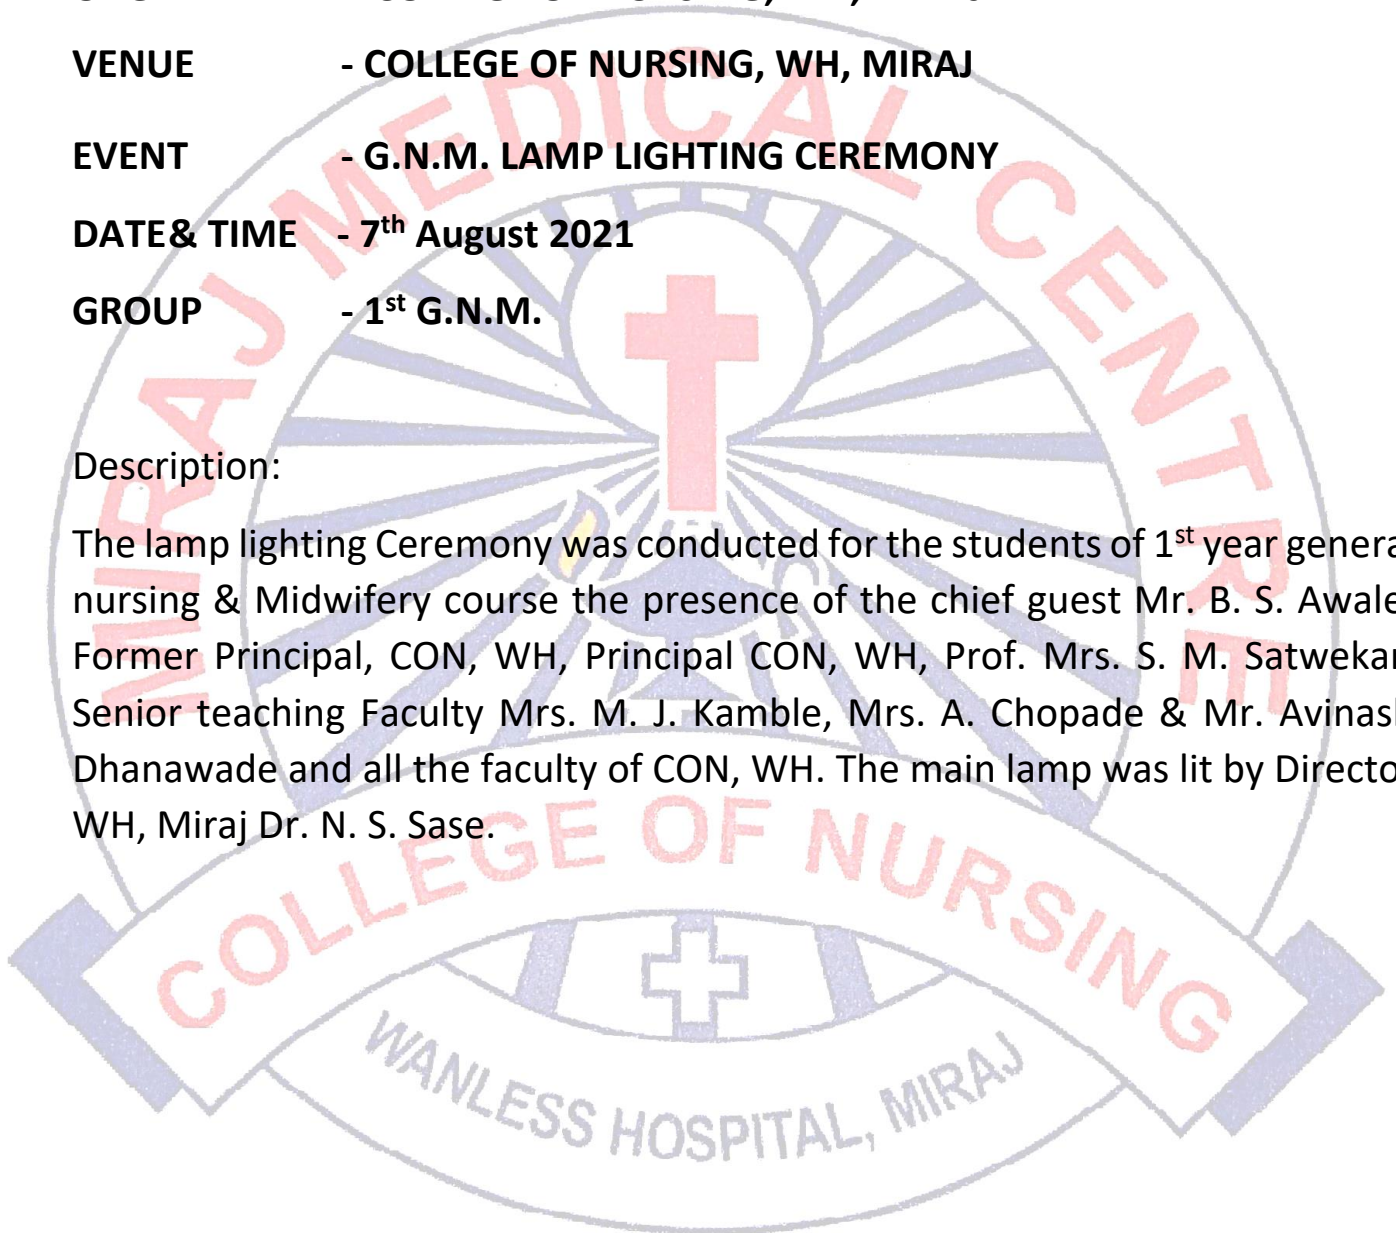 VENUE - COLLEGE OF NURSING, WH, MIRAJ
EVENT - G.N.M. LAMP LIGHTING CEREMONY
DATE& TIME - 7th August 2021
GROUP - 1st G.N.M.
Description:
The lamp lighting Ceremony was conducted for the students of 1st year genera
nursing & Midwifery course the presence of the chief guest Mr. B. S. Awale
Former Principal, CON, WH, Principal CON, WH, Prof. Mrs. S. M. Satwekar
Senior teaching Faculty Mrs. M. J. Kamble, Mrs. A. Chopade & Mr. Avinas
Dhanawade and all the faculty of CON, WH. The main lamp was lit by Directo
WH, Miraj Dr. N. S. Sase.
MIRAJ MEDICAL CENTRE
COLLEGE OF NURSING
WANLESS HOSPITAL, MIRAJ